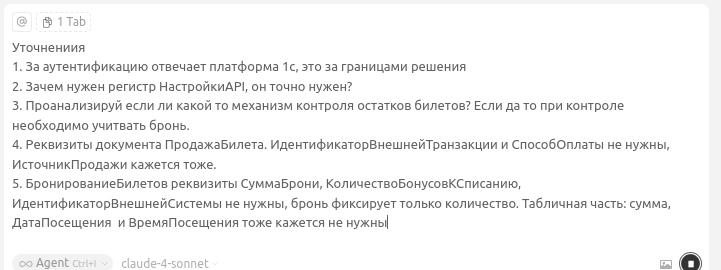 @ 1 Tab
Уточнениия
1. За аутентификацию отвечает платформа 1с, это за границами решения
2. Зачем нужен регистр НастройкиAPI, он точно нужен?
3. Проанализируй если ли какой то механизм контроля остатков билетов? Если да то при контроле
необходимо учитвать бронь.
4. Реквизиты документа ПродажаБилета. ИдентификаторВнешнейТранзакции и СпособОплаты не нужны,
ИсточникПродажи кажется тоже.
5. БронированиеБилетов реквизиты СуммаБрони, КоличествоБонусовКСписанию,
ИдентификаторВнешнейСистемы не нужны, бронь фиксирует только количество. Табличная часть: сумма,
ДатаПосещения и ВремяПосещения тоже кажется не нужны
Agent Ctrl+I claude-4-sonnet